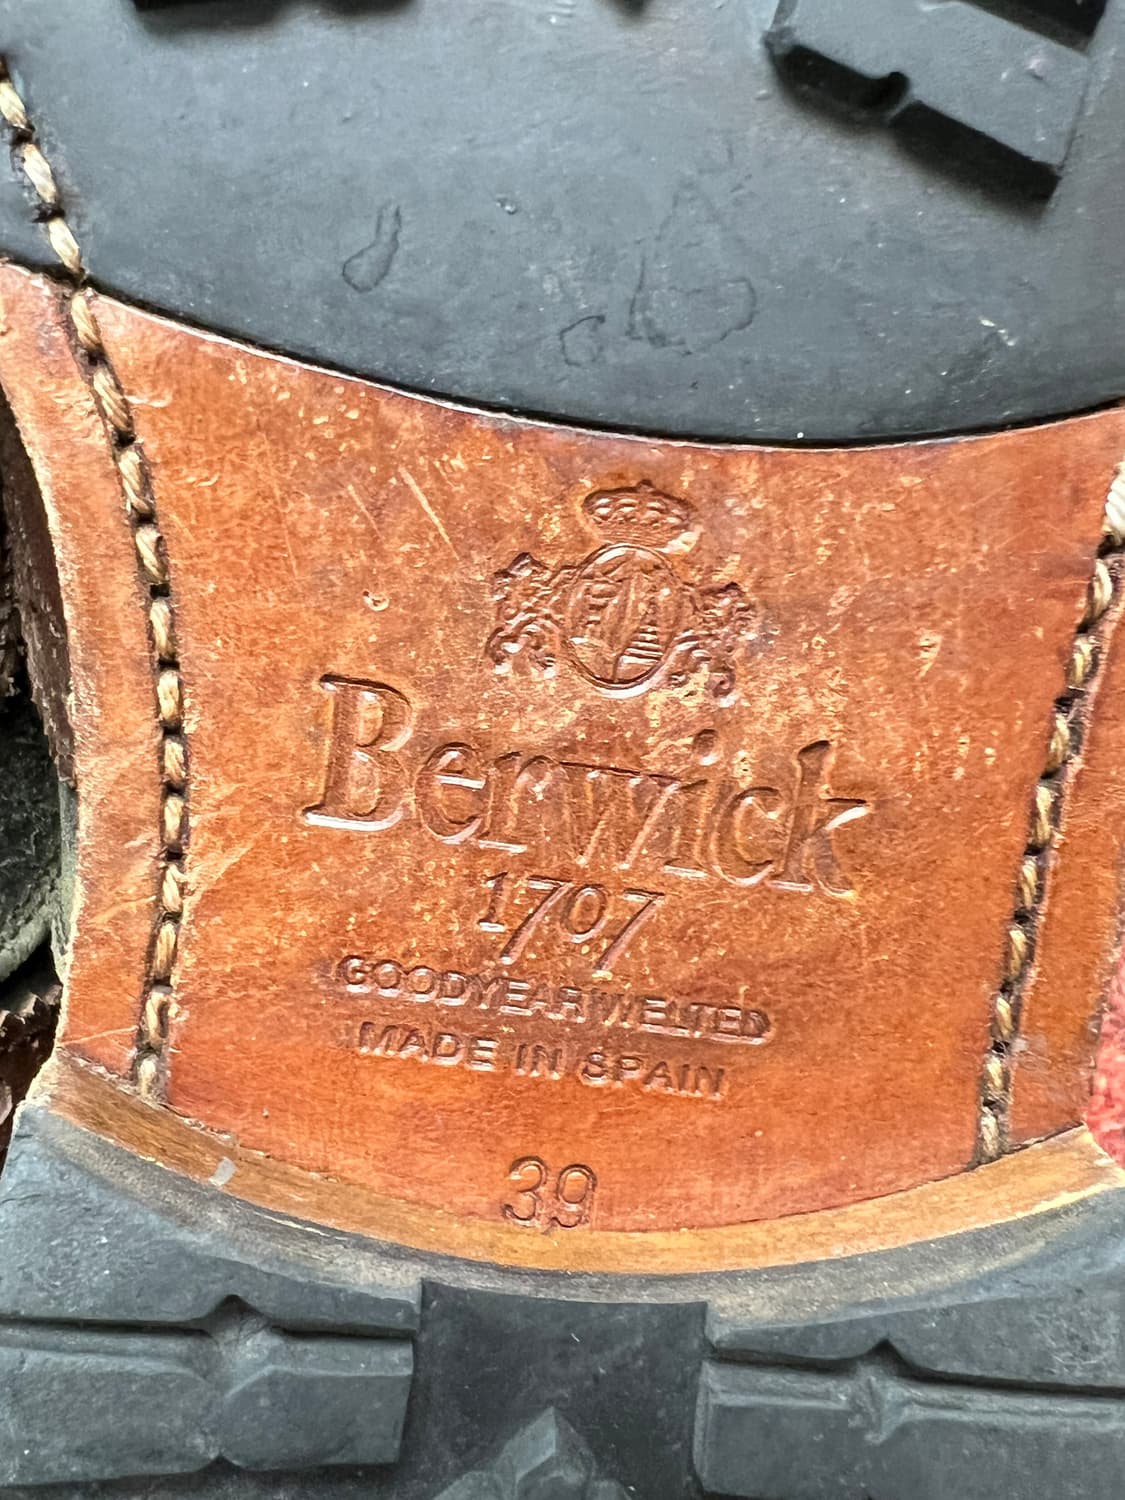 Berwick
1707
GOODYEAR WELTED
MADE IN SPAIN
39